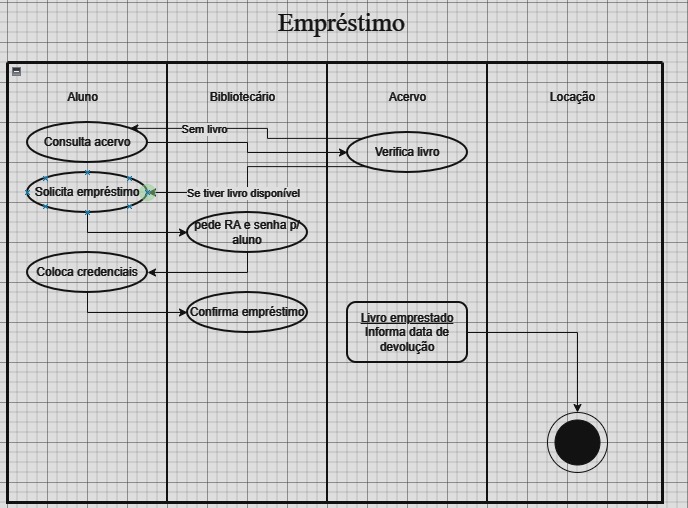 Empréstimo
Aluno
Bibliotecário
Acervo
Locação
Sem livro
Consulta acervo
Verifica livro
Solicita empréstimo
Se tiver livro disponível
pede RA e senha p/
aluno
Coloca credenciais
Confirma empréstimo
Livro emprestado
Informa data de
devolução